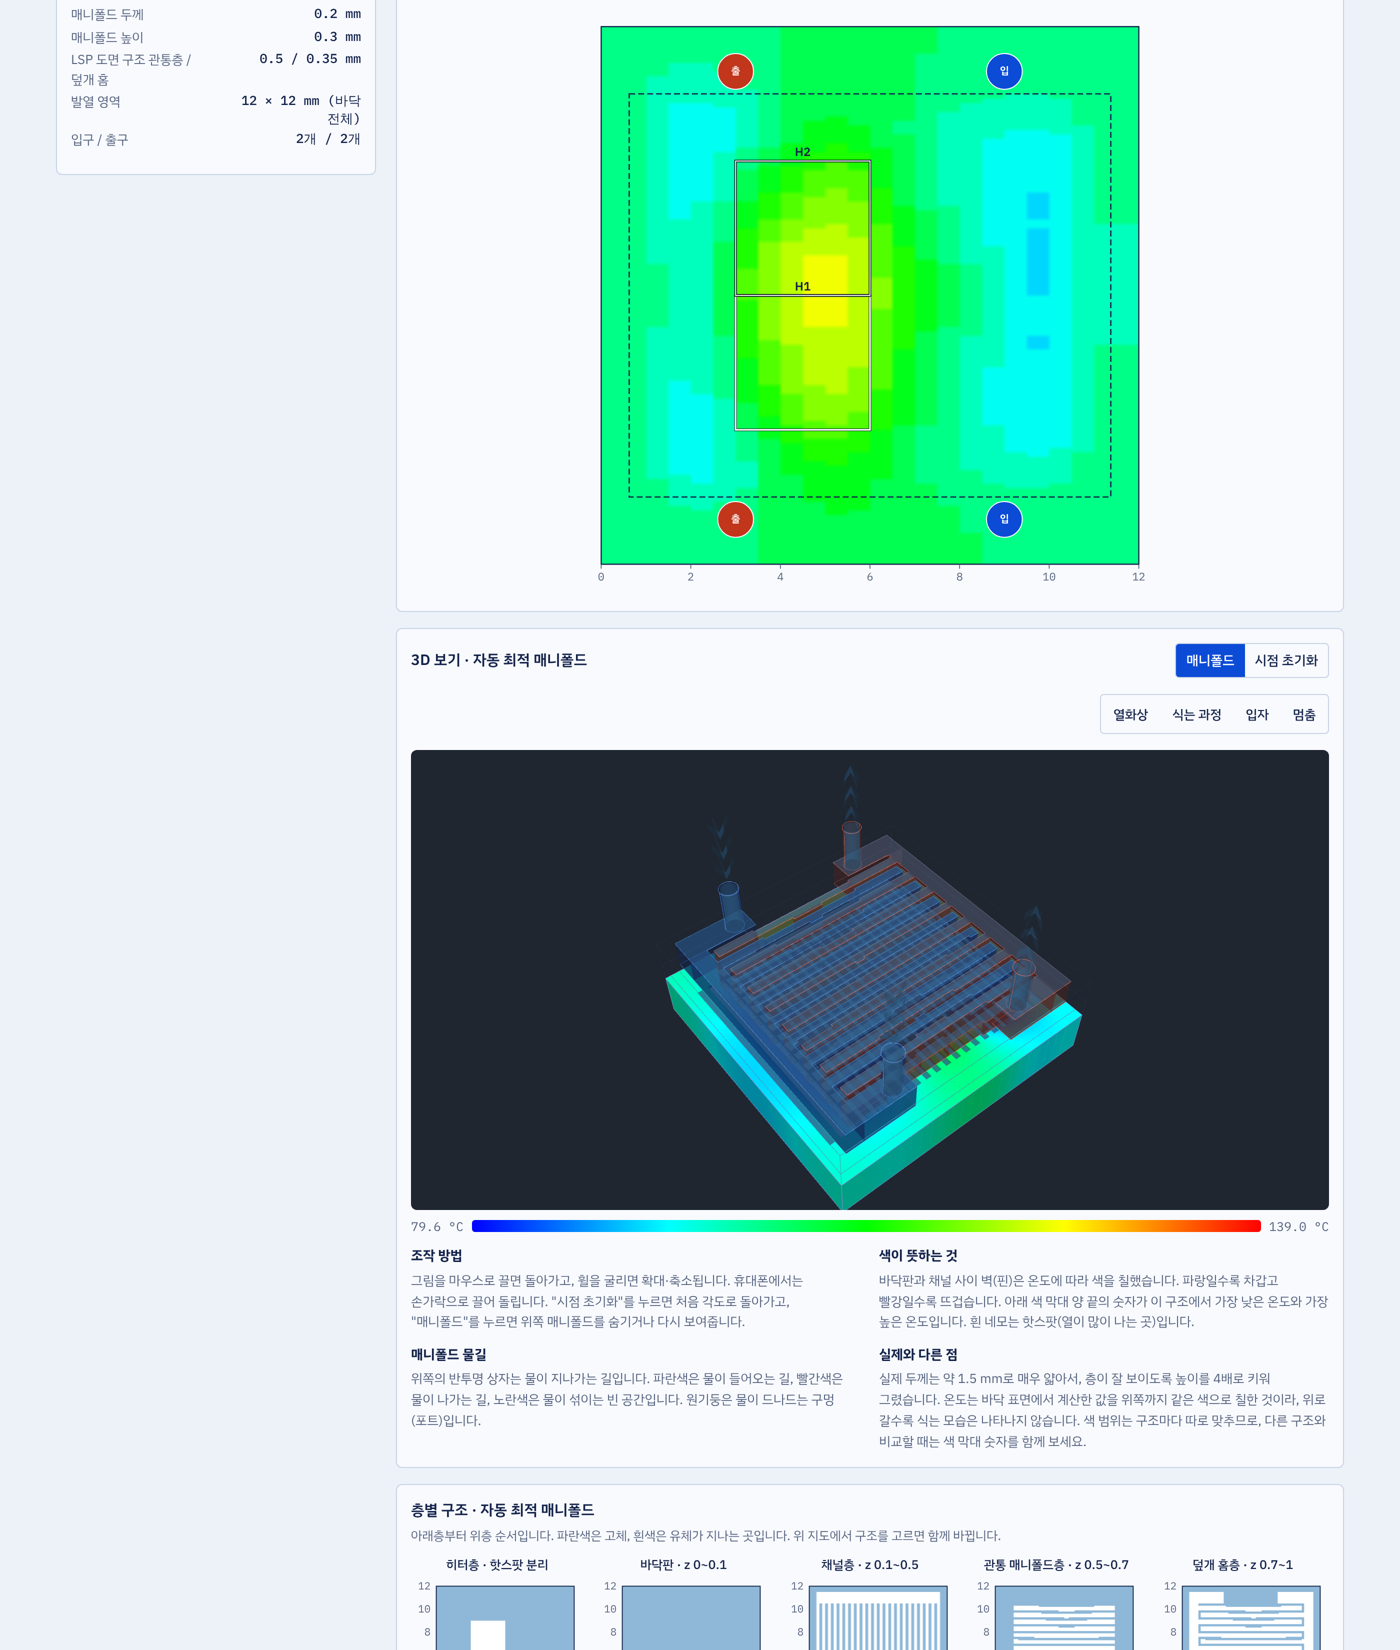 매니폴드 두께 0.2 mm
매니폴드 높이 0.3 mm
LSP 도면 구조 관통층 / 0.5 / 0.35 mm
덮개 홈
발열 영역 12 × 12 mm (바닥
전체)
입구 / 출구 2개 / 2개
출 입
H2
H1
출 입
0 2 4 6 8 10 12
3D 보기 · 자동 최적 매니폴드
매니폴드 시점 초기화
열화상 식는 과정 입자 멈춤
79.6 °C 139.0 °C
조작 방법
그림을 마우스로 끌면 돌아가고, 휠을 굴리면 확대·축소됩니다. 휴대폰에서는
손가락으로 끌어 돌립니다. "시점 초기화"를 누르면 처음 각도로 돌아가고,
"매니폴드"를 누르면 위쪽 매니폴드를 숨기거나 다시 보여줍니다.
색이 뜻하는 것
바닥판과 채널 사이 벽(핀)은 온도에 따라 색을 칠했습니다. 파랑일수록 차갑고
빨강일수록 뜨겁습니다. 아래 색 막대 양 끝의 숫자가 이 구조에서 가장 낮은 온도와 가장
높은 온도입니다. 흰 네모는 핫스팟(열이 많이 나는 곳)입니다.
매니폴드 물길
위쪽의 반투명 상자는 물이 지나가는 길입니다. 파란색은 물이 들어오는 길, 빨간색은
물이 나가는 길, 노란색은 물이 섞이는 빈 공간입니다. 원기둥은 물이 드나드는 구멍
(포트)입니다.
실제와 다른 점
실제 두께는 약 1.5 mm로 매우 얇아서, 층이 잘 보이도록 높이를 4배로 키워
그렸습니다. 온도는 바닥 표면에서 계산한 값을 위쪽까지 같은 색으로 칠한 것이라, 위로
갈수록 식는 모습은 나타나지 않습니다. 색 범위는 구조마다 따로 맞추므로, 다른 구조와
비교할 때는 색 막대 숫자를 함께 보세요.
층별 구조 · 자동 최적 매니폴드
아래층부터 위층 순서입니다. 파란색은 고체, 흰색은 유체가 지나는 곳입니다. 위 지도에서 구조를 고르면 함께 바뀝니다.
히터층 · 핫스팟 분리 바닥판 · z 0~0.1 채널층 · z 0.1~0.5 관통 매니폴드층 · z 0.5~0.7 덮개 홈층 · z 0.7~1
12 12 12 12 12
10 10 10 10 10
8 8 8 8 8